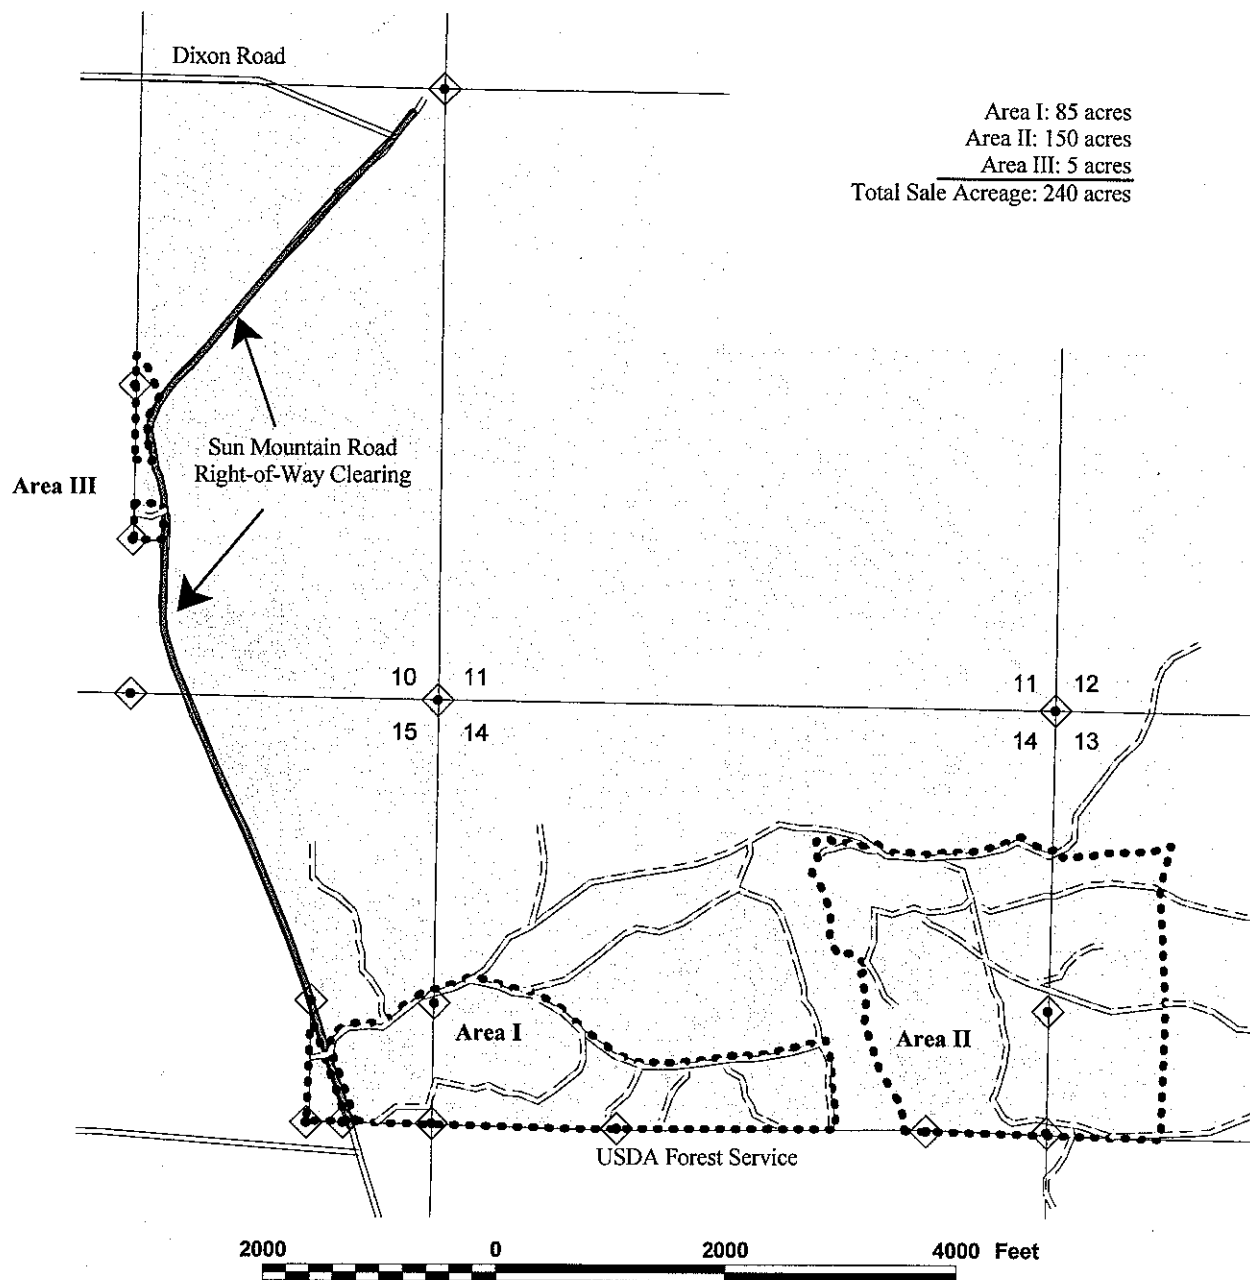 Dixon Road
Area I: 85 acres
Area II: 150 acres
Area III: 5 acres
Total Sale Acreage: 240 acres
Sun Mountain Road
Right-of-Way Clearing
Area III
10 11
15 14
11 12
14 13
Area I
Area II
USDA Forest Service
2000 0 2000 4000 Feet